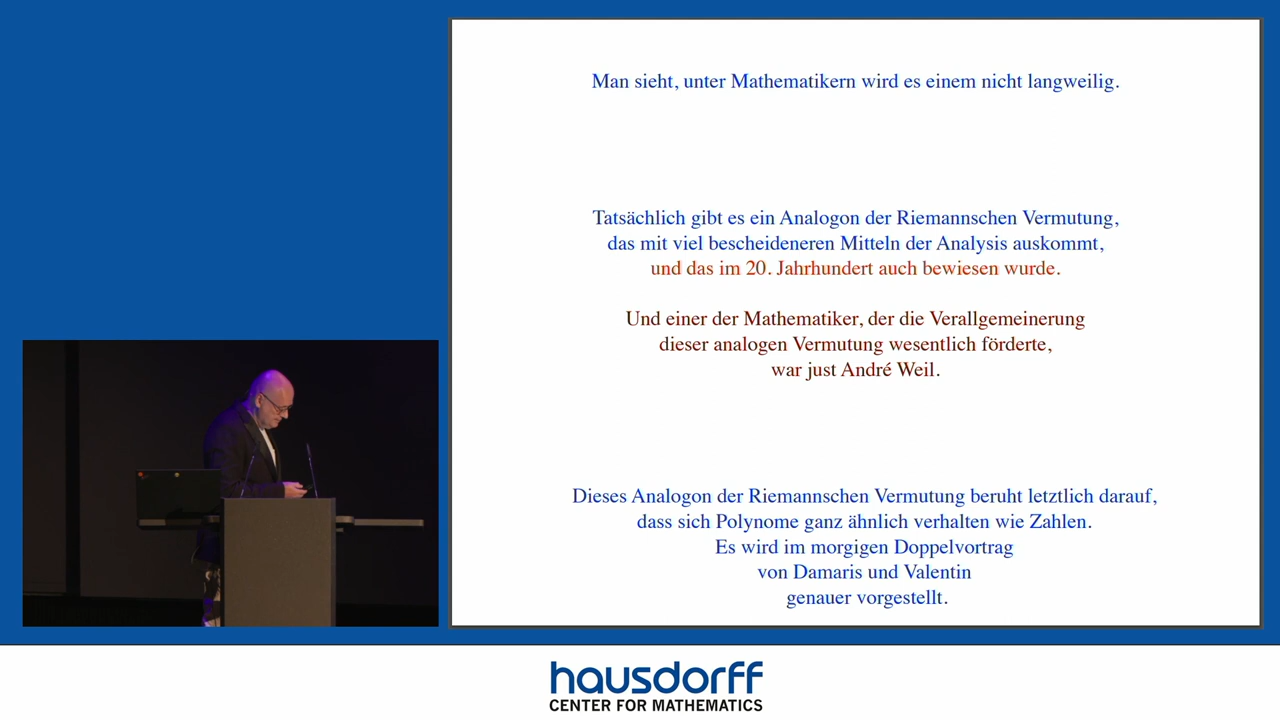 Man sieht, unter Mathematikern wird es einem nicht langweilig.
Tatsächlich gibt es ein Analogon der Riemannschen Vermutung,
das mit viel bescheideneren Mitteln der Analysis auskommt,
und das im 20. Jahrhundert auch bewiesen wurde.
Und einer der Mathematiker, der die Verallgemeinerung
dieser analogen Vermutung wesentlich förderte,
war just André Weil.
Dieses Analogon der Riemannschen Vermutung beruht letztlich darauf,
dass sich Polynome ganz ähnlich verhalten wie Zahlen.
Es wird im morgigen Doppelvortrag
von Damaris und Valentin
genauer vorgestellt.
hausdorff
CENTER FOR MATHEMATICS